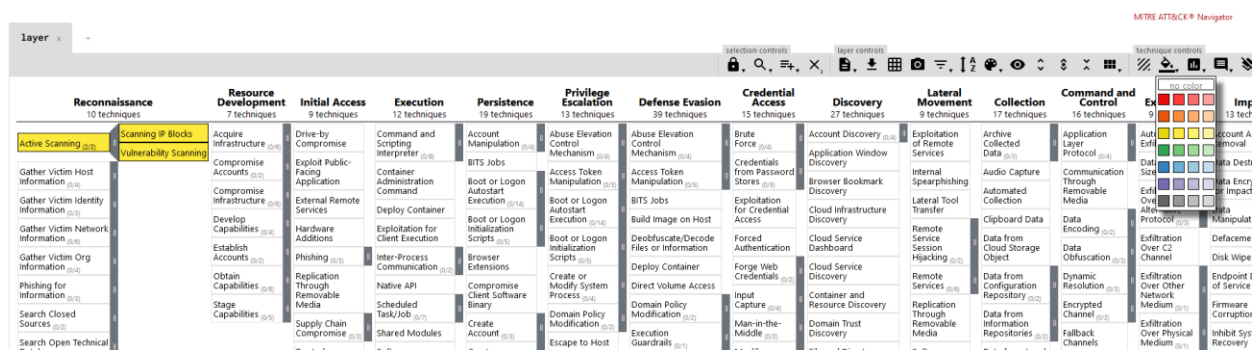 MITRE ATT&CK® Navigator
layer x +
selection controls
layer controls
technique controls
no color
Reconnaissance
10 techniques
Active Scanning (2/2)
Scanning IP Blocks
Vulnerability Scanning
Gather Victim Host
Information (0/4)
Gather Victim Identity
Information (0/3)
Gather Victim Network
Information (0/6)
Gather Victim Org
Information (0/4)
Phishing for
Information (0/3)
Search Closed
Sources (0/2)
Search Open Technical
Resource
Development
7 techniques
Acquire
Infrastructure (0/6)
Compromise
Accounts (0/2)
Compromise
Infrastructure (0/6)
Develop
Capabilities (0/4)
Establish
Accounts (0/2)
Obtain
Capabilities (0/6)
Stage
Capabilities (0/5)
Initial Access
9 techniques
Drive-by
Compromise
Exploit Public-
Facing
Application
External Remote
Services
Hardware
Additions
Phishing (0/3)
Replication
Through
Removable
Media
Supply Chain
Compromise (0/3)
Execution
12 techniques
Command and
Scripting
Interpreter (0/8)
Container
Administration
Command
Deploy Container
Exploitation for
Client Execution
Inter-Process
Communication (0/2)
Native API
Scheduled
Task/Job (0/7)
Shared Modules
Persistence
19 techniques
Account
Manipulation (0/4)
BITS Jobs
Boot or Logon
Autostart
Execution (0/14)
Boot or Logon
Initialization
Scripts (0/5)
Browser
Extensions
Compromise
Client Software
Binary
Create
Account (0/3)
Privilege
Escalation
13 techniques
Abuse Elevation
Control
Mechanism (0/4)
Access Token
Manipulation (0/5)
Boot or Logon
Autostart
Execution (0/14)
Boot or Logon
Initialization
Scripts (0/5)
Create or
Modify System
Process (0/4)
Domain Policy
Modification (0/2)
Escape to Host
Defense Evasion
39 techniques
Abuse Elevation
Control
Mechanism (0/4)
Access Token
Manipulation (0/5)
BITS Jobs
Build Image on Host
Deobfuscate/Decode
Files or Information
Deploy Container
Direct Volume Access
Domain Policy
Modification (0/2)
Execution
Guardrails (0/1)
Credential
Access
15 techniques
Brute
Force (0/4)
Credentials
from Password
Stores (0/5)
Exploitation
for Credential
Access
Forced
Authentication
Forge Web
Credentials (0/2)
Input
Capture (0/4)
Man-in-the-
Middle (0/2)
Discovery
27 techniques
Account Discovery (0/4)
Application Window
Discovery
Browser Bookmark
Discovery
Cloud Infrastructure
Discovery
Cloud Service
Dashboard
Cloud Service
Discovery
Container and
Resource Discovery
Domain Trust
Discovery
Lateral
Movement
9 techniques
Exploitation
of Remote
Services
Internal
Spearphishing
Lateral Tool
Transfer
Remote
Service
Session
Hijacking (0/2)
Remote
Services (0/6)
Replication
Through
Removable
Media
Collection
17 techniques
Archive
Collected
Data (0/3)
Audio Capture
Automated
Collection
Clipboard Data
Data from
Cloud Storage
Object
Data from
Configuration
Repository (0/2)
Data from
Information
Repositories (0/2)
Command and
Control
16 techniques
Application
Layer
Protocol (0/4)
Communication
Through
Removable
Media
Data
Encoding (0/2)
Data
Obfuscation (0/3)
Dynamic
Resolution (0/3)
Encrypted
Channel (0/2)
Fallback
Channels
Ex
9
Protocol (0/3)
Exfiltration
Over C2
Channel
Exfiltration
Over Other
Network
Medium (0/1)
Exfiltration
Over Physical
Medium (0/1)
Imp
13 tech
Manipulat
Defaceme
Disk Wipe
Endpoint D
of Service
Firmware
Corruption
Inhibit Sys
Recovery